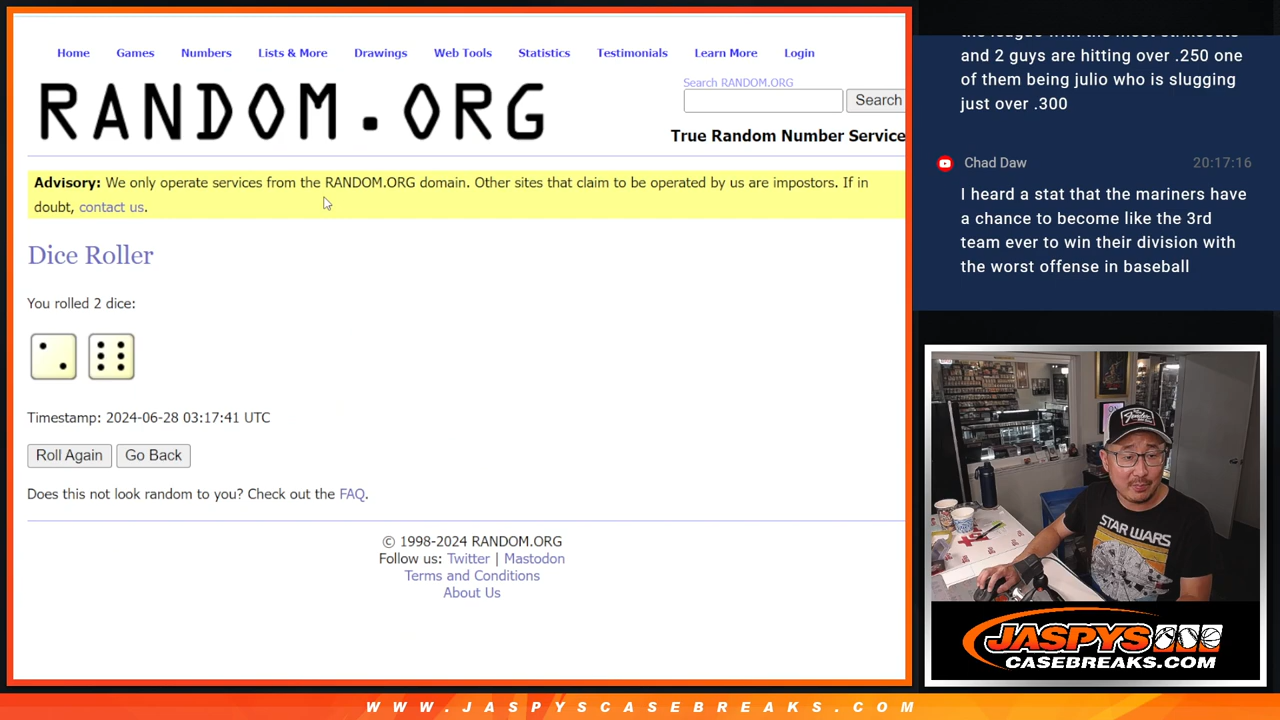 Home Games Numbers Lists & More Drawings Web Tools Statistics Testimonials Learn More Login
RANDOM.ORG
Search RANDOM.ORG
Search
True Random Number Service
Advisory: We only operate services from the RANDOM.ORG domain. Other sites that claim to be operated by us are impostors. If in
doubt, contact us.
Dice Roller
You rolled 2 dice:
Timestamp: 2024-06-28 03:17:41 UTC
Roll Again Go Back
Does this not look random to you? Check out the FAQ.
© 1998-2024 RANDOM.ORG
Follow us: Twitter | Mastodon
Terms and Conditions
About Us
the league with the most strikeouts
and 2 guys are hitting over .250 one
of them being julio who is slugging
just over .300
Chad Daw 20:17:16
I heard a stat that the mariners have
a chance to become like the 3rd
team ever to win their division with
the worst offense in baseball
Fender
STAR WARS
JASPYS
CASEBREAKS.COM
WWW.JASPYSCASEBREAKS.COM